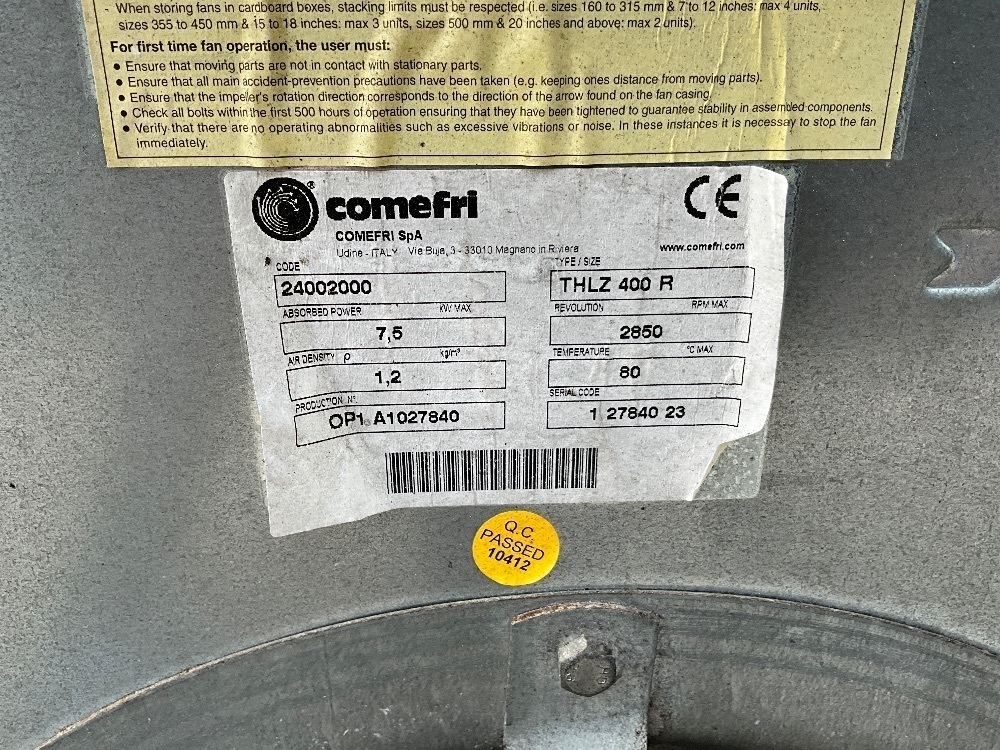 - When storing fans in cardboard boxes, stacking limits must be respected (i.e. sizes 160 to 315 mm & 7 to 12 inches: max 4 units,
sizes 355 to 450 mm & 15 to 18 inches: max 3 units, sizes 500 mm & 20 inches and above: max 2 units).
For first time fan operation, the user must:
• Ensure that moving parts are not in contact with stationary parts.
• Ensure that all main accident-prevention precautions have been taken (e.g. keeping ones distance from moving parts).
• Ensure that the impeller's rotation direction corresponds to the direction of the arrow found on the fan casing.
• Check all bolts within the first 500 hours of operation ensuring that they have been tightened to guarantee stability in assembled components.
• Verify that there are no operating abnormalities such as excessive vibrations or noise. In these instances it is necessay to stop the fan
immediately.
® comefri CE
COMEFRI SpA
Udine - ITALY Via Buja, 3 - 33010 Magnano in Riviera www.comefri.com
CODE TYPE / SIZE
24002000 THLZ 400 R
ABSORBED POWER KW MAX REVOLUTION RPM MAX
7,5 2850
AIR DENSITY ρ kg/m³ TEMPERATURE °C MAX
1,2 80
PRODUCTION N°. SERIAL CODE
OP1 A1027840 1 27840 23
Q.C.
PASSED
10412